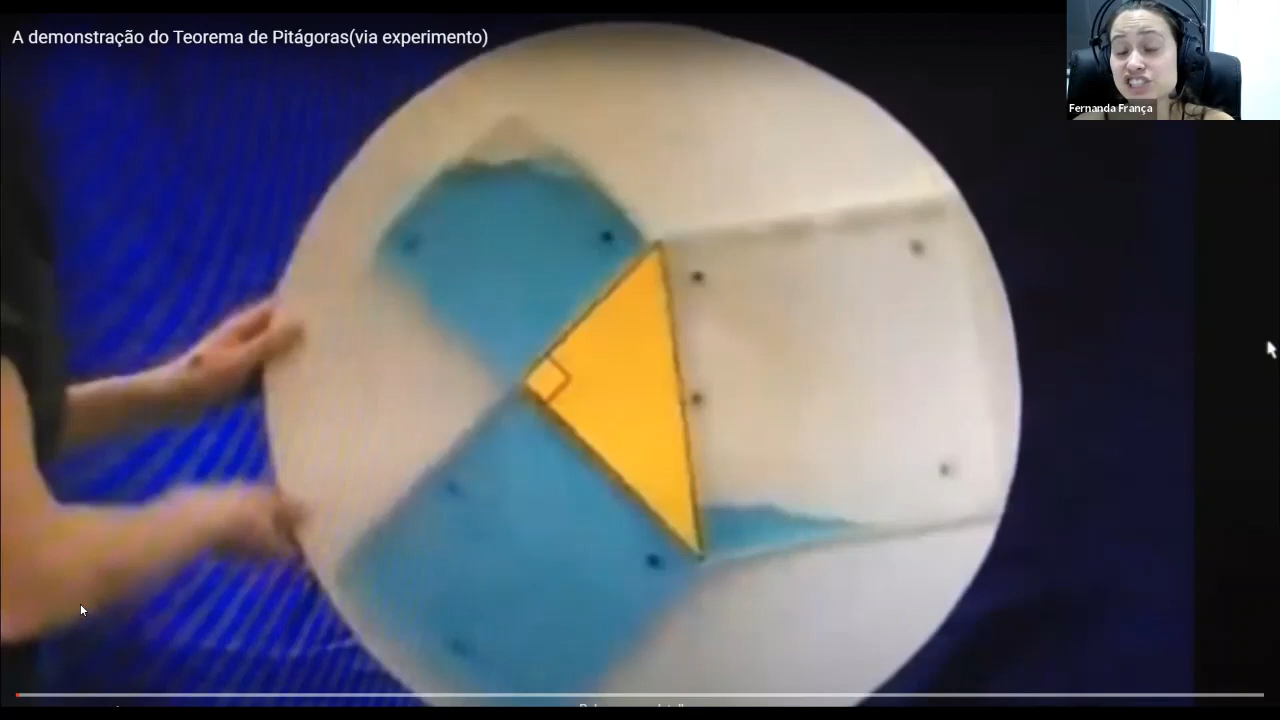 A demonstração do Teorema de Pitágoras(via experimento)
Fernanda França